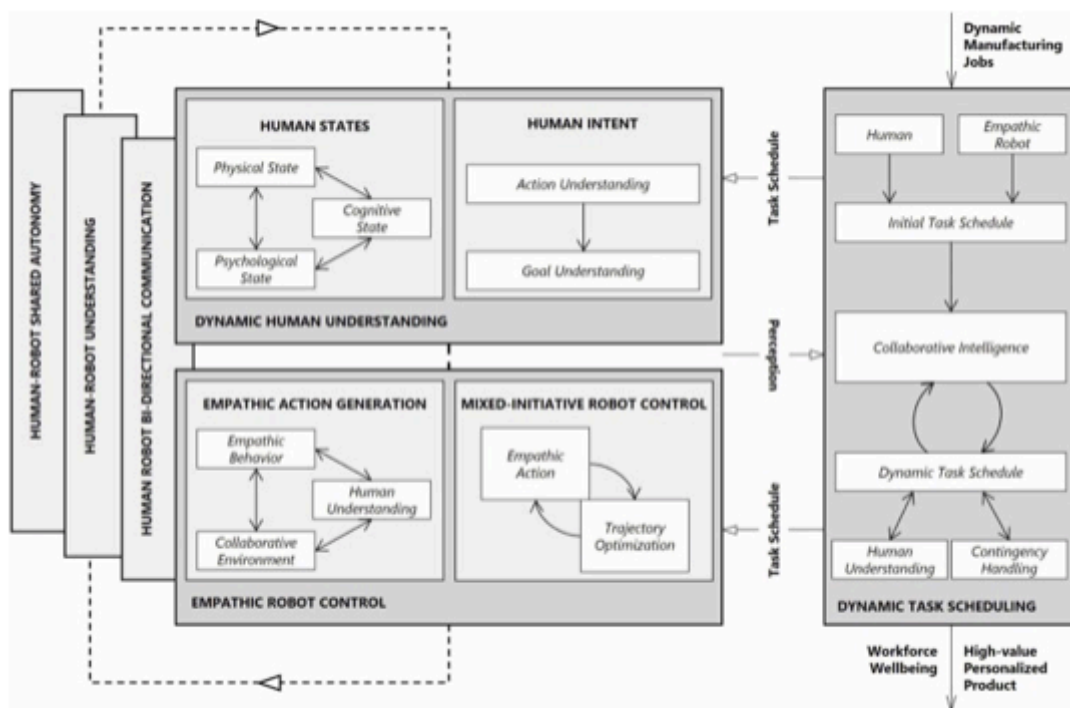 Dynamic
Manufacturing
Jobs
HUMAN-ROBOT SHARED AUTONOMY
HUMAN-ROBOT UNDERSTANDING
HUMAN ROBOT BI-DIRECTIONAL COMMUNICATION
HUMAN STATES
Physical State
Cognitive
State
Psychological
State
HUMAN INTENT
Action Understanding
Goal Understanding
DYNAMIC HUMAN UNDERSTANDING
EMPATHIC ACTION GENERATION
Empathic
Behavior
Human
Understanding
Collaborative
Environment
MIXED-INITIATIVE ROBOT CONTROL
Empathic
Action
Trajectory
Optimization
EMPATHIC ROBOT CONTROL
Task Schedule
Perception
Task Schedule
Human
Empathic
Robot
Initial Task Schedule
Collaborative Intelligence
Dynamic Task Schedule
Human
Understanding
Contingency
Handling
DYNAMIC TASK SCHEDULING
Workforce
Wellbeing
High-value
Personalized
Product